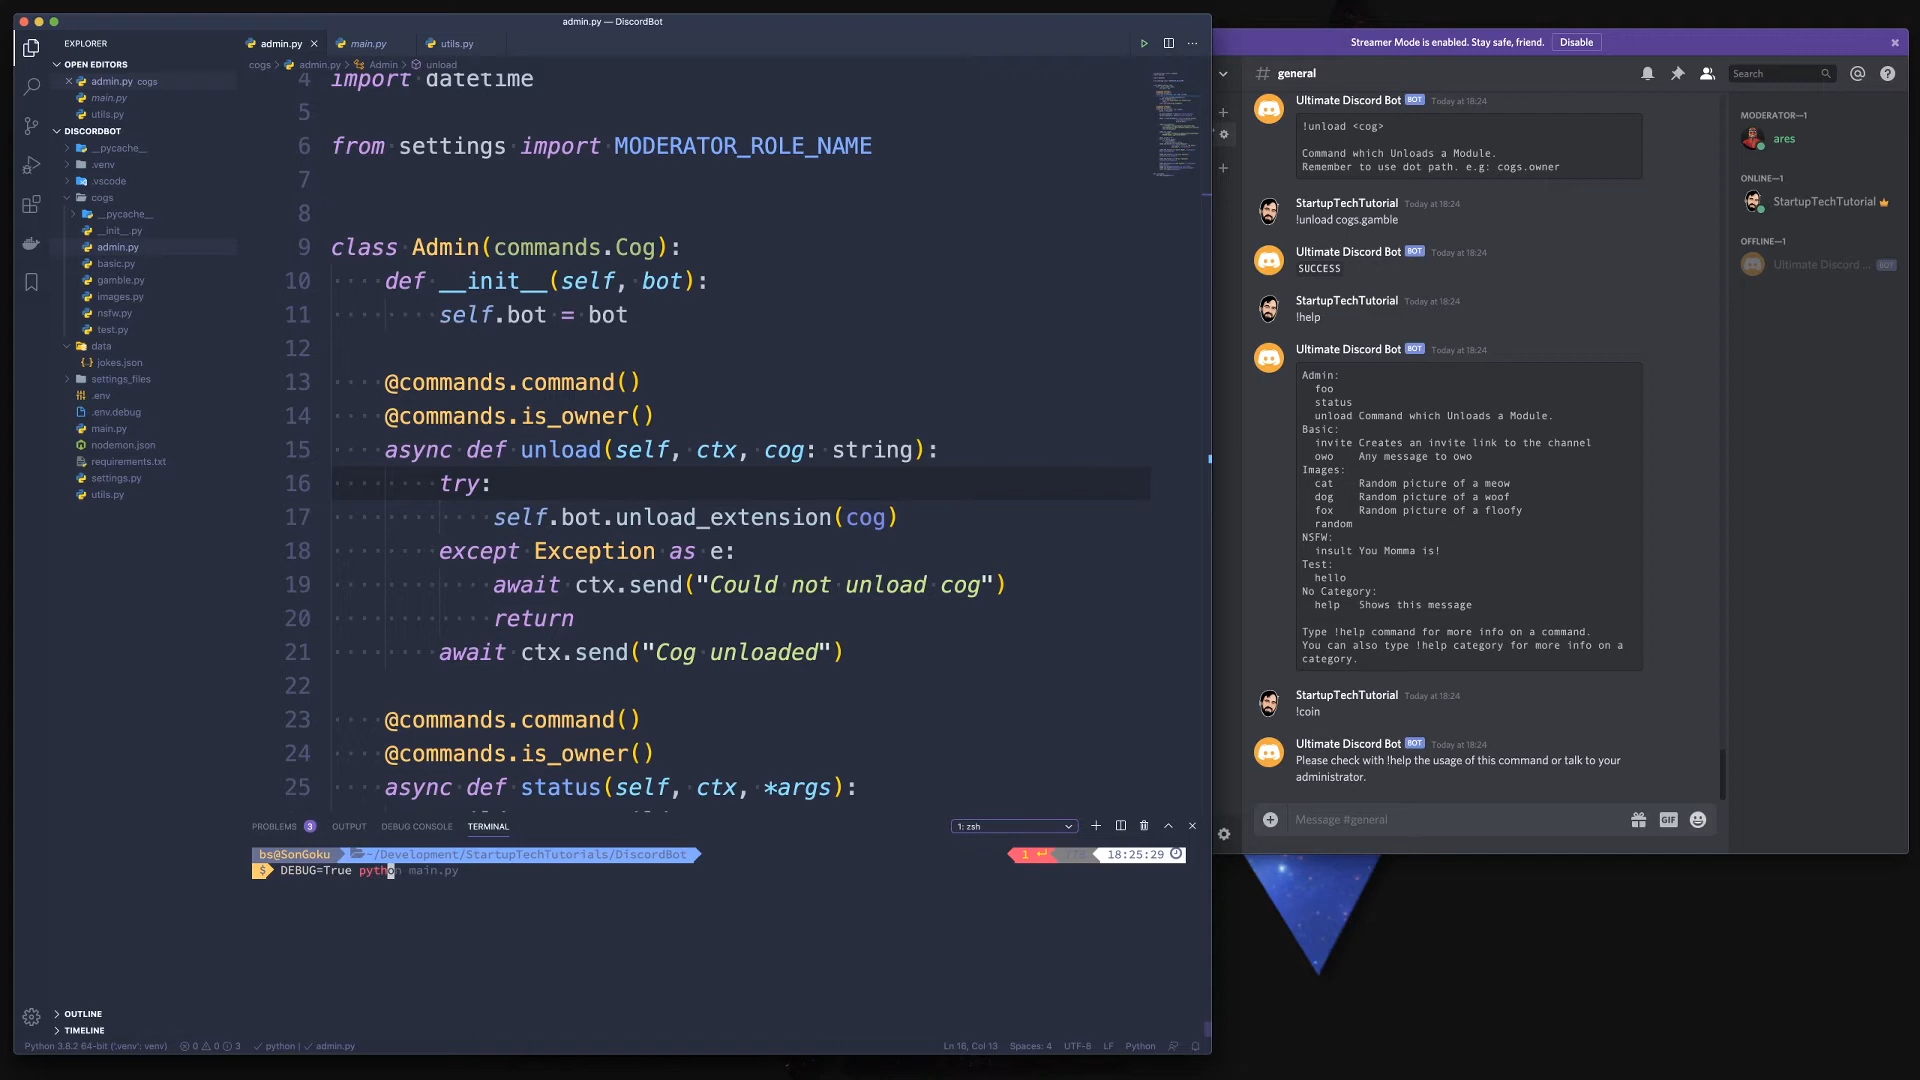 admin.py — DiscordBot
EXPLORER
OPEN EDITORS
admin.py cogs
main.py
utils.py
DISCORDBOT
__pycache__
.venv
.vscode
cogs
__pycache__
__init__.py
admin.py
basic.py
gamble.py
images.py
nsfw.py
test.py
data
jokes.json
settings_files
.env
.env.debug
main.py
nodemon.json
requirements.txt
settings.py
utils.py
OUTLINE
TIMELINE
admin.py main.py utils.py
cogs > admin.py > Admin > unload
4 import datetime
5
6 from settings import MODERATOR_ROLE_NAME
7
8
9 class Admin(commands.Cog):
10 def __init__(self, bot):
11 self.bot = bot
12
13 @commands.command()
14 @commands.is_owner()
15 async def unload(self, ctx, cog: string):
16 try:
17 self.bot.unload_extension(cog)
18 except Exception as e:
19 await ctx.send("Could not unload cog")
20 return
21 await ctx.send("Cog unloaded")
22
23 @commands.command()
24 @commands.is_owner()
25 async def status(self, ctx, *args):
PROBLEMS 3 OUTPUT DEBUG CONSOLE TERMINAL 1: zsh
bs@SonGoku ~/Development/StartupTechTutorials/DiscordBot 1 18:25:29
$ DEBUG=True python main.py
Python 3.8.2 64-bit ('.venv': venv) 0 0 3 python admin.py Ln 16, Col 13 Spaces: 4 UTF-8 LF Python
Streamer Mode is enabled. Stay safe, friend. Disable
# general Search
Ultimate Discord Bot BOT Today at 18:24
!unload <cog>
Command which Unloads a Module.
Remember to use dot path. e.g: cogs.owner
StartupTechTutorial Today at 18:24
!unload cogs.gamble
Ultimate Discord Bot BOT Today at 18:24
SUCCESS
StartupTechTutorial Today at 18:24
!help
Ultimate Discord Bot BOT Today at 18:24
Admin:
foo
status
unload Command which Unloads a Module.
Basic:
invite Creates an invite link to the channel
owo Any message to owo
Images:
cat Random picture of a meow
dog Random picture of a woof
fox Random picture of a floofy
random
NSFW:
insult You Momma is!
Test:
hello
No Category:
help Shows this message
Type !help command for more info on a command.
You can also type !help category for more info on a
category.
StartupTechTutorial Today at 18:24
!coin
Ultimate Discord Bot BOT Today at 18:24
Please check with !help the usage of this command or talk to your
administrator.
Message #general GIF
MODERATOR—1
ares
ONLINE—1
StartupTechTutorial
OFFLINE—1
Ultimate Discord ... BOT